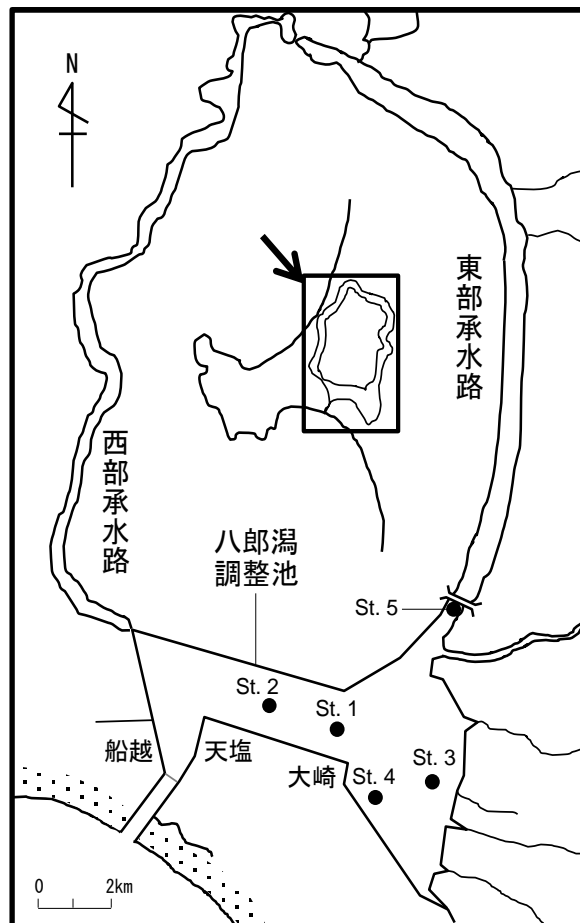 N
東部承水路
西部承水路
八郎潟
調整池
St. 5
St. 2
St. 1
船越
天塩
大崎
St. 3
St. 4
0
2km